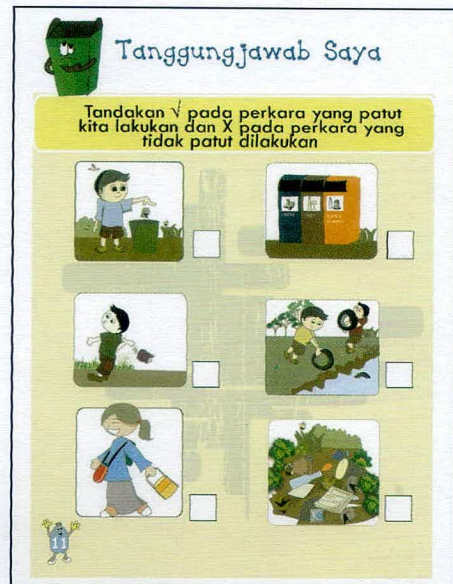 Tanggungjawab Saya
Tandakan √ pada perkara yang patut
kita lakukan dan X pada perkara yang
tidak patut dilakukan
11